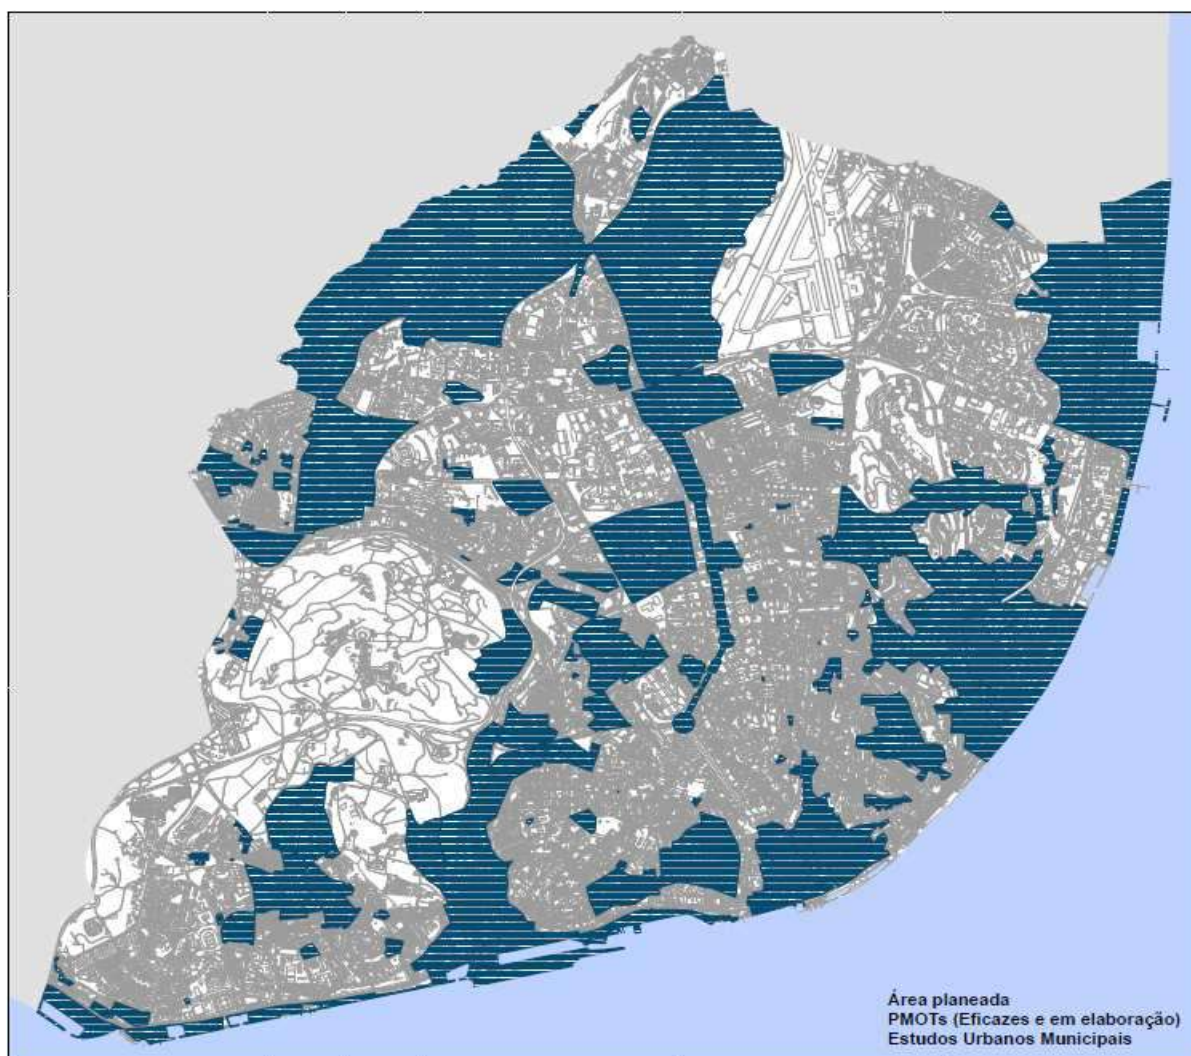 Área planeada
PMOTs (Eficazes e em elaboração)
Estudos Urbanos Municipais